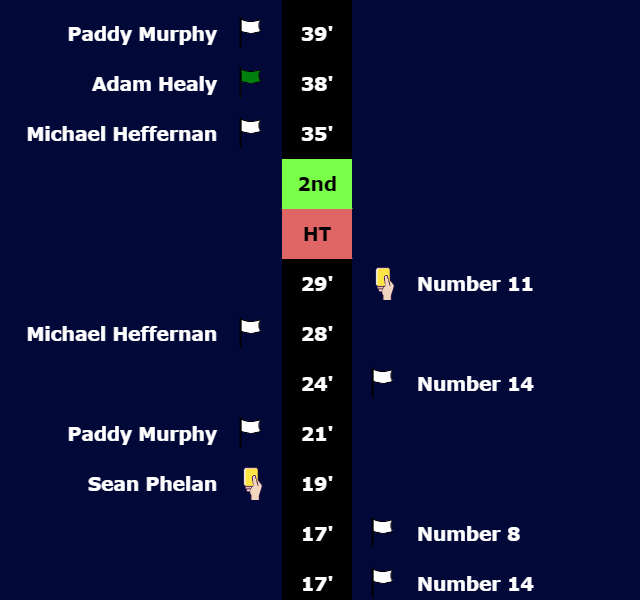 Paddy Murphy 39'
Adam Healy 38'
Michael Heffernan 35'
2nd
HT
29' Number 11
Michael Heffernan 28'
24' Number 14
Paddy Murphy 21'
Sean Phelan 19'
17' Number 8
17' Number 14